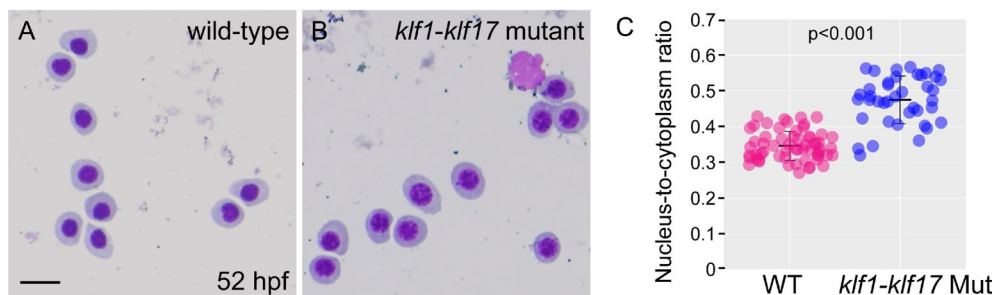 A
wild-type
52 hpf
B
klf1-klf17 mutant
C
Nucleus-to-cytoplasm ratio
0.7
0.6
0.5
0.4
0.3
0.2
0.1
0
p<0.001
WT
klf1-klf17 Mut